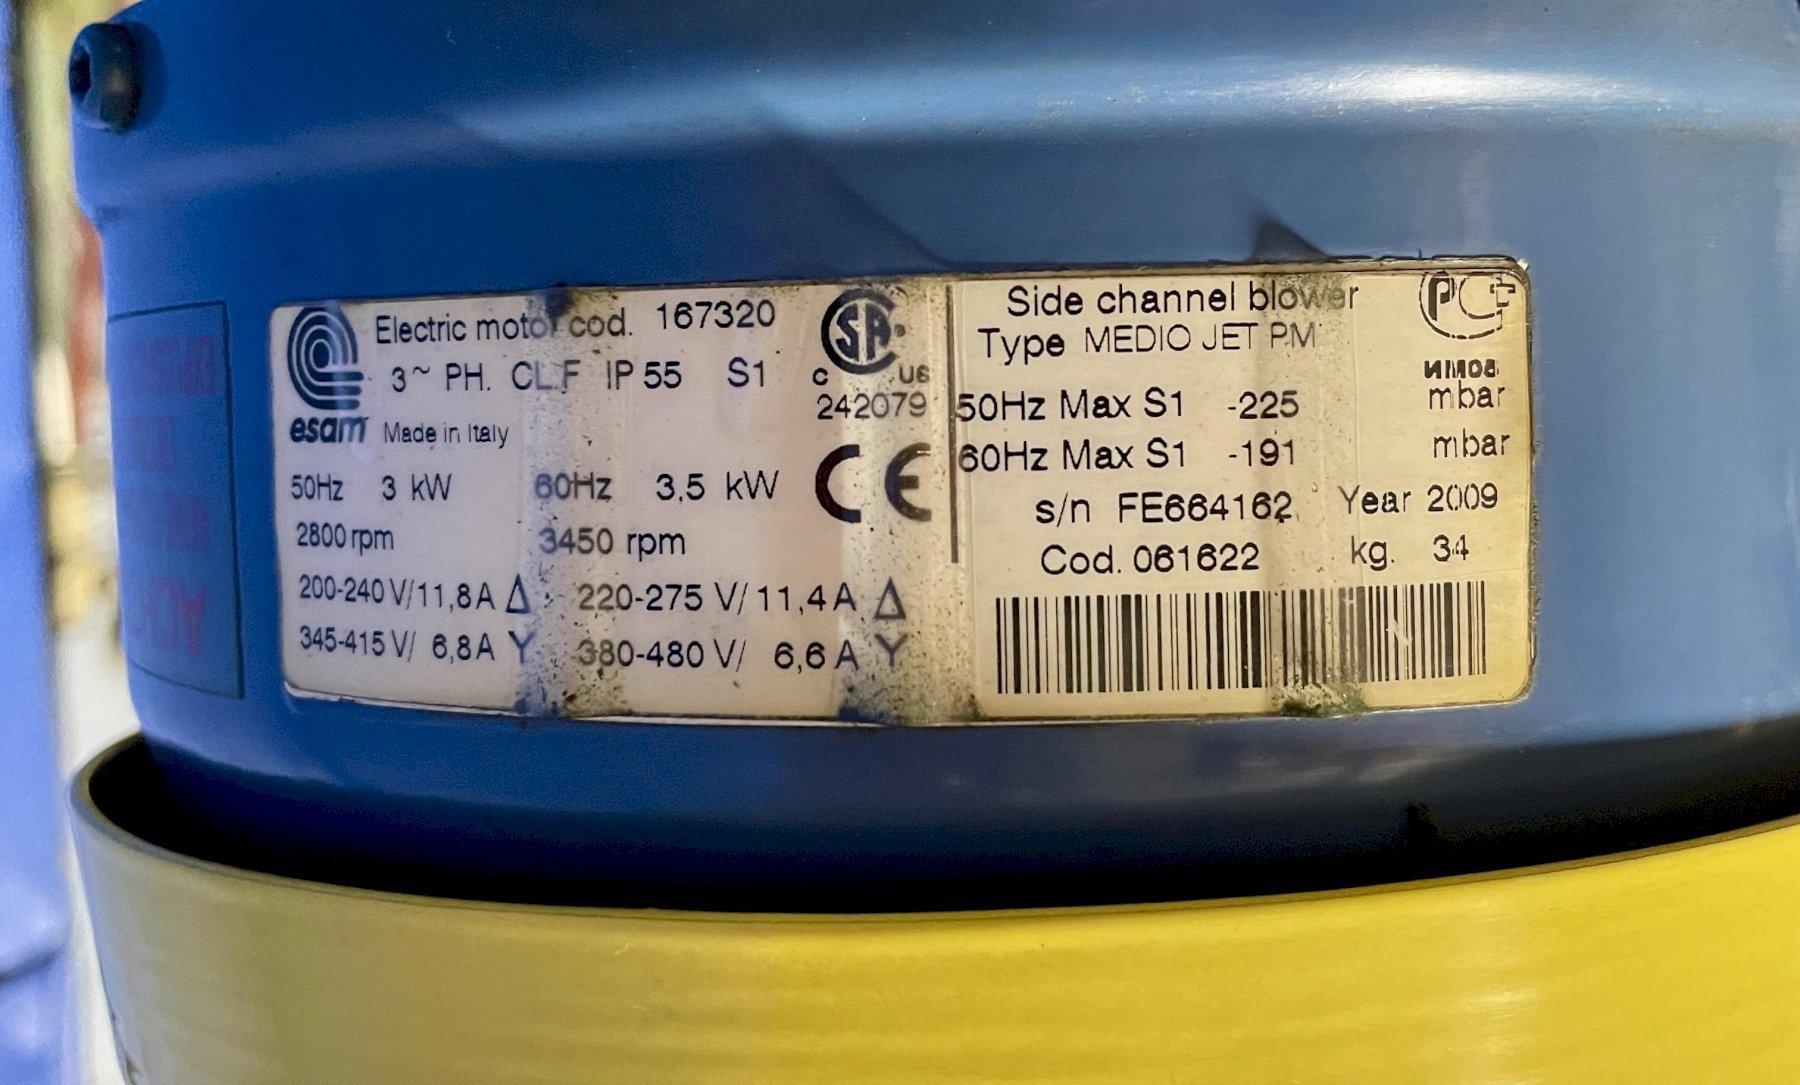 Electric motor cod. 167320
3~ PH. CL.F IP 55 S1
esam Made in Italy
50Hz 3 kW 60Hz 3,5 kW
2800 rpm 3450 rpm
200-240 V/11,8 A Δ 220-275 V/ 11,4 A Δ
345-415 V/ 6,8 A Y 380-480 V/ 6,6 A Y
SA
C US
242079
CE
Side channel blower
Type MEDIO JET PM
PCT
ИМ08
50Hz Max S1 -225 mbar
60Hz Max S1 -191 mbar
s/n FE664162 Year 2009
Cod. 061622 kg. 34